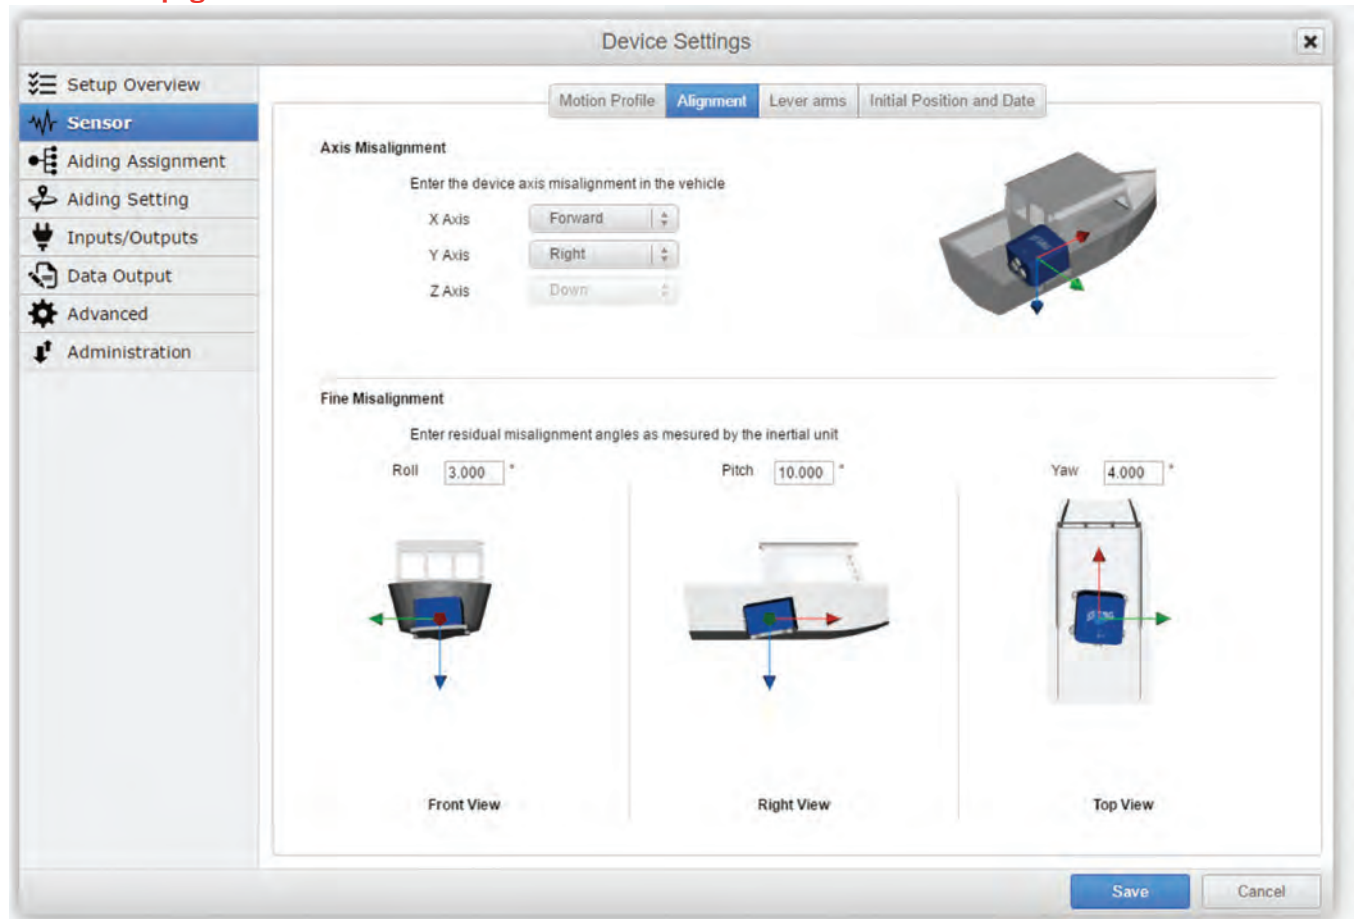 Device Settings
Setup Overview
Sensor
Aiding Assignment
Aiding Setting
Inputs/Outputs
Data Output
Advanced
Administration
Motion Profile Alignment Lever arms Initial Position and Date
Axis Misalignment
Enter the device axis misalignment in the vehicle
X Axis Forward
Y Axis Right
Z Axis Down
Fine Misalignment
Enter residual misalignment angles as mesured by the inertial unit
Roll 3.000 °
Pitch 10.000 °
Yaw 4.000 °
Front View
Right View
Top View
Save Cancel